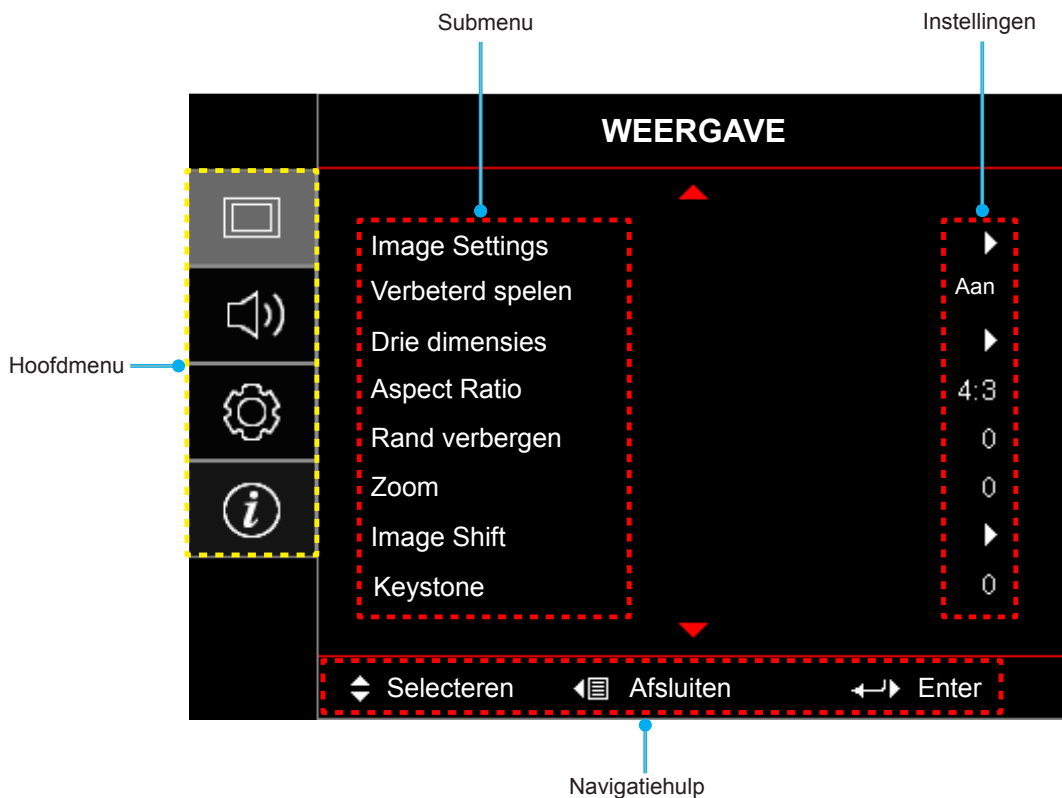 Submenu Instellingen
WEERGAVE
Image Settings
Verbeterd spelen Aan
Drie dimensies
Hoofdmenu
Aspect Ratio 4:3
Rand verbergen 0
Zoom 0
Image Shift
Keystone 0
Selecteren Afsluiten Enter
Navigatiehulp